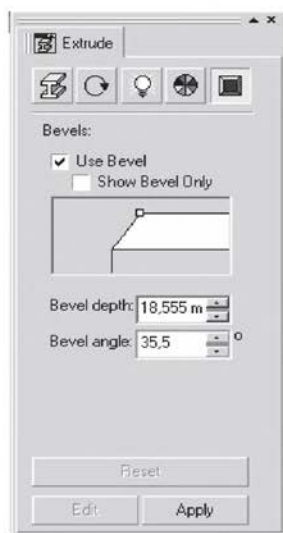 Extrude
Bevels:
Use Bevel
Show Bevel Only
Bevel depth: 18,555 m
Bevel angle: 35,5 °
Reset
Edit Apply